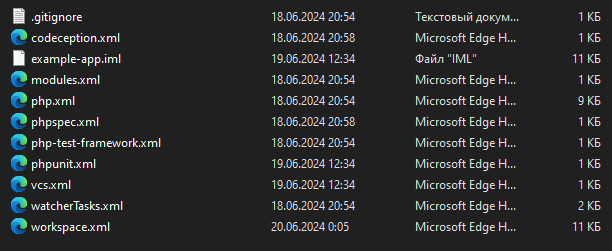 .gitignore 18.06.2024 20:54 Текстовый докум... 1 КБ
codeception.xml 18.06.2024 20:58 Microsoft Edge H... 1 КБ
example-app.iml 19.06.2024 12:34 Файл "IML" 11 КБ
modules.xml 18.06.2024 20:54 Microsoft Edge H... 1 КБ
php.xml 18.06.2024 20:54 Microsoft Edge H... 9 КБ
phpspec.xml 18.06.2024 20:58 Microsoft Edge H... 1 КБ
php-test-framework.xml 18.06.2024 20:54 Microsoft Edge H... 1 КБ
phpunit.xml 19.06.2024 12:34 Microsoft Edge H... 1 КБ
vcs.xml 19.06.2024 12:34 Microsoft Edge H... 1 КБ
watcherTasks.xml 18.06.2024 20:54 Microsoft Edge H... 2 КБ
workspace.xml 20.06.2024 0:05 Microsoft Edge H... 11 КБ